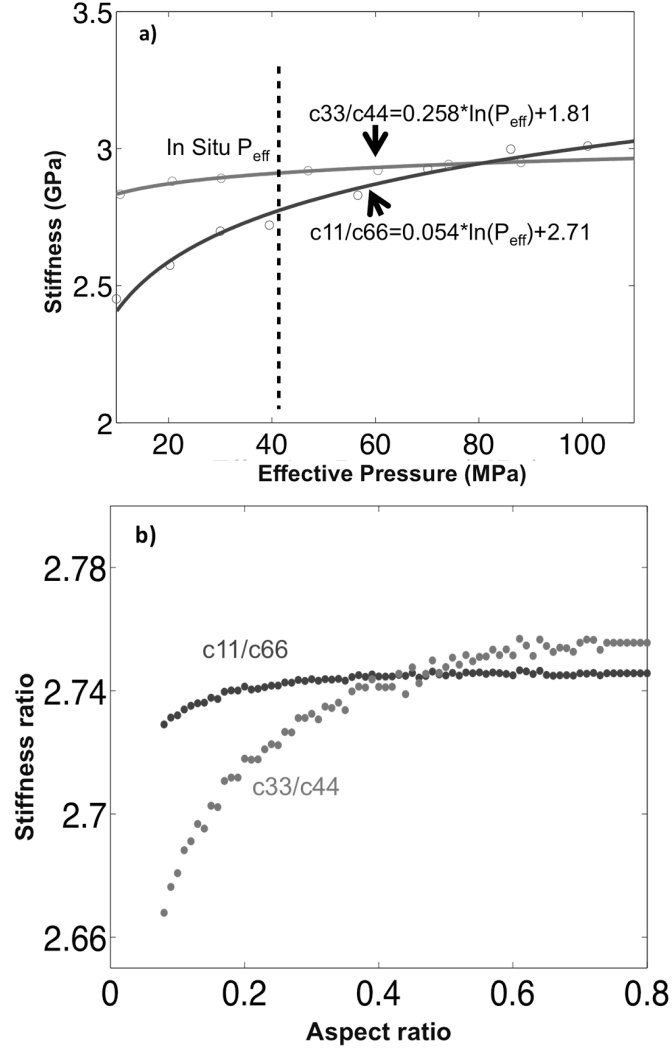 a)
3.5
3
2.5
2
Stiffness (GPa)
c33/c44=0.258*ln(Peff)+1.81
In Situ Peff
c11/c66=0.054*ln(Peff)+2.71
20 40 60 80 100
Effective Pressure (MPa)
b)
2.78
2.74
2.7
2.66
Stiffness ratio
c11/c66
c33/c44
0 0.2 0.4 0.6 0.8
Aspect ratio